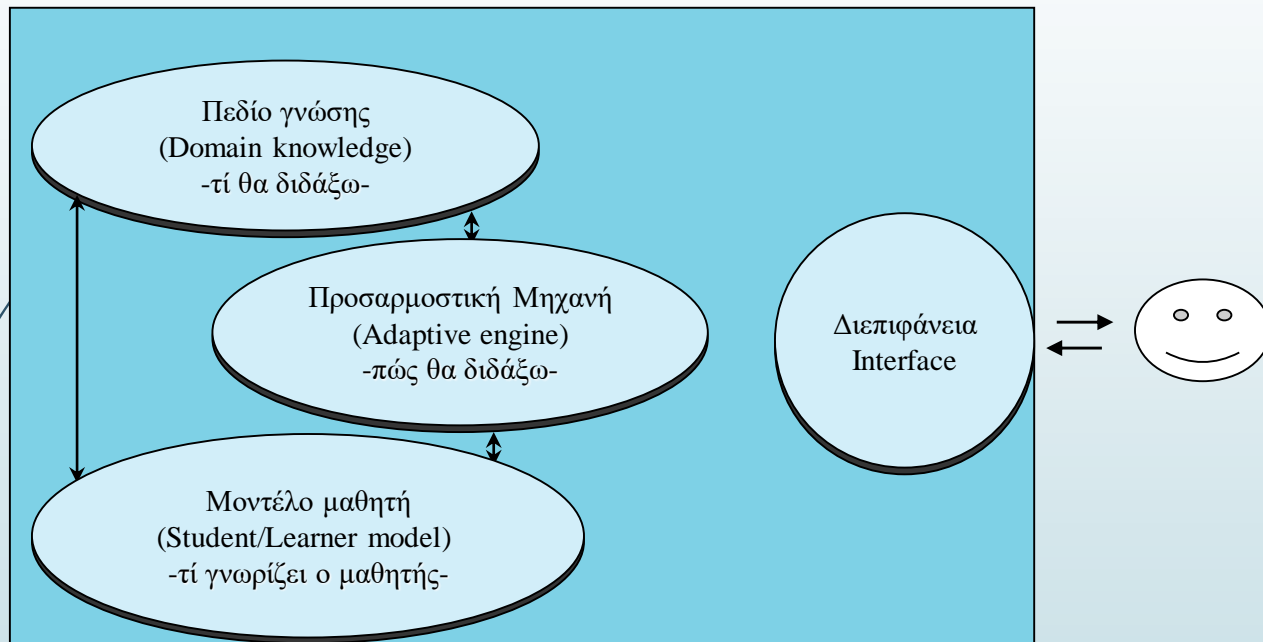 Πεδίο γνώσης
(Domain knowledge)
-τί θα διδάξω-
Προσαρμοστική Μηχανή
(Adaptive engine)
-πώς θα διδάξω-
Διεπιφάνεια
Interface
Μοντέλο μαθητή
(Student/Learner model)
-τί γνωρίζει ο μαθητής-